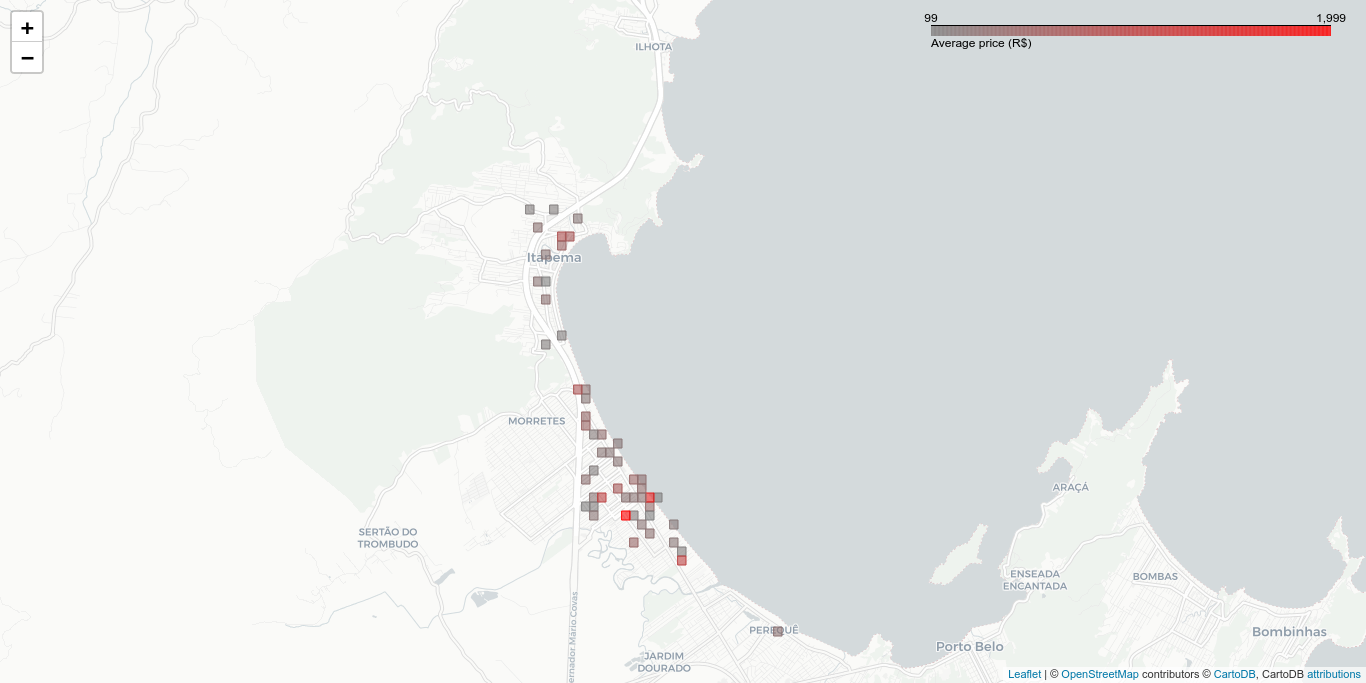 +
−
99 1,999
Average price (R$)
ILHOTA
Itapema
MORRETES
ARAÇÁ
SERTÃO DO
TROMBUDO
ENSEADA
ENCANTADA
BOMBAS
ernador Mário Covas
PEREQUÊ
Bombinhas
Porto Belo
JARDIM
DOURADO
Leaflet | © OpenStreetMap contributors © CartoDB, CartoDB attributions